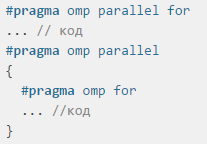 #pragma omp parallel for
... // код
#pragma omp parallel
{
#pragma omp for
... //код
}